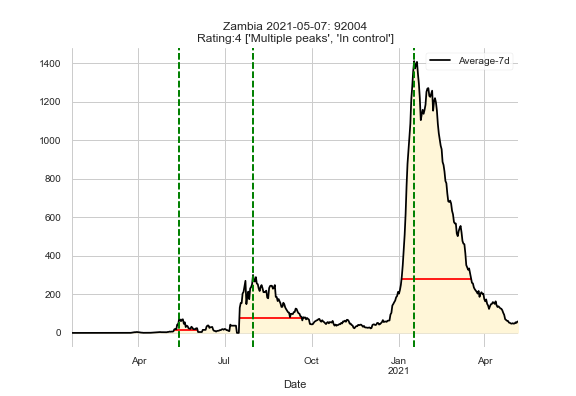 Zambia 2021-05-07: 92004
Rating:4 ['Multiple peaks', 'In control']
Average-7d
1400
1200
1000
800
600
400
200
0
Apr
Jul
Oct
Jan
2021
Apr
Date